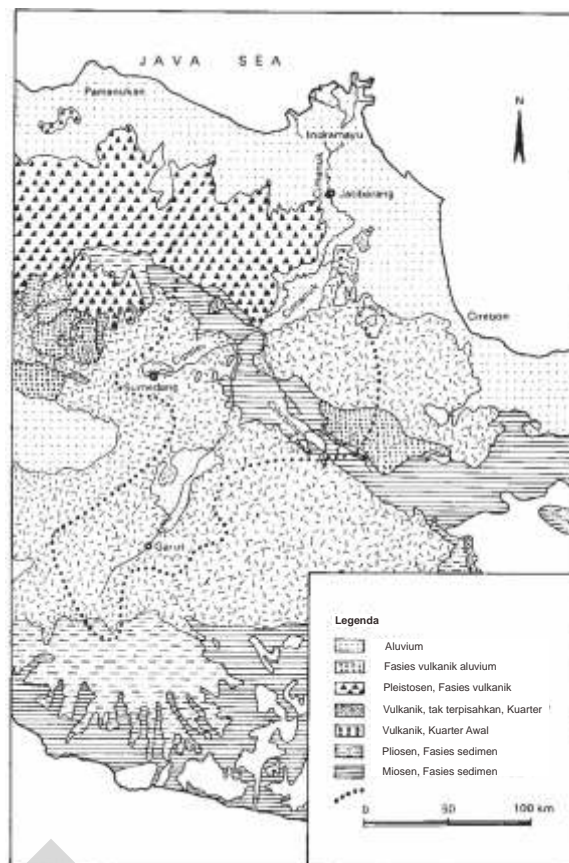 JAVA SEA
Pamanukan
N
Indramayu
Cimanuk
Jatibarang
Cirebon
Sumedang
Garut
Legenda
Aluvium
Fasies vulkanik aluvium
Pleistosen, Fasies vulkanik
Vulkanik, tak terpisahkan, Kuarter
Vulkanik, Kuarter Awal
Pliosen, Fasies sedimen
Miosen, Fasies sedimen
0 50 100 km